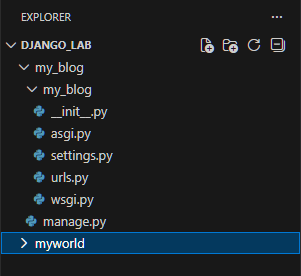 EXPLORER
DJANGO_LAB
my_blog
my_blog
__init__.py
asgi.py
settings.py
urls.py
wsgi.py
manage.py
myworld